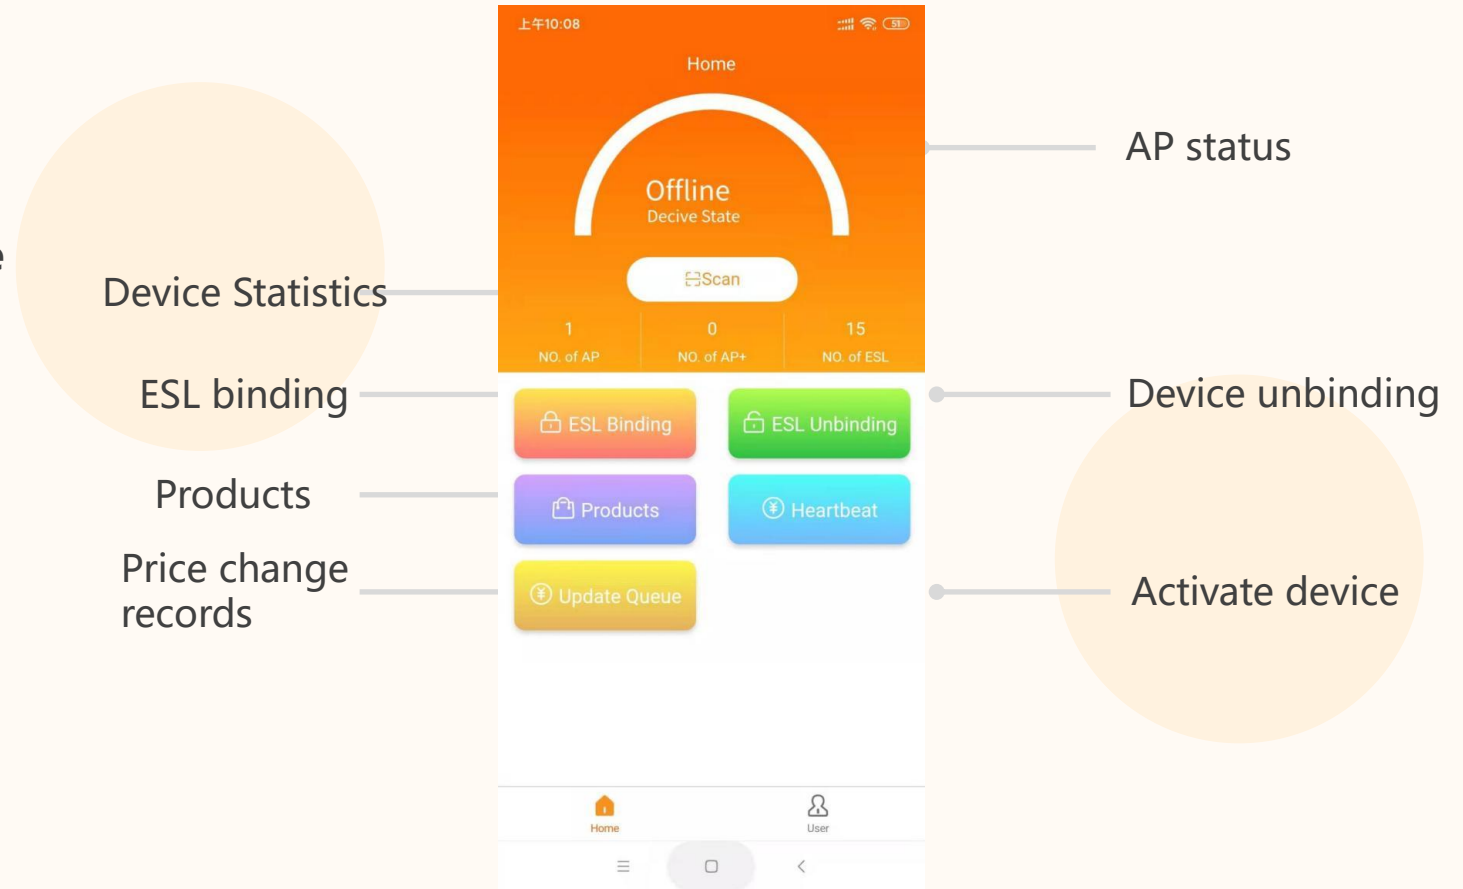 上午10:08
51
Home
AP status
Offline
Decive State
e
Device Statistics
Scan
1
0
15
NO. of AP
NO. of AP+
NO. of ESL
ESL binding
Device unbinding
ESL Binding
ESL Unbinding
Products
Products
Heartbeat
Price change
records
Update Queue
Activate device
Home
User